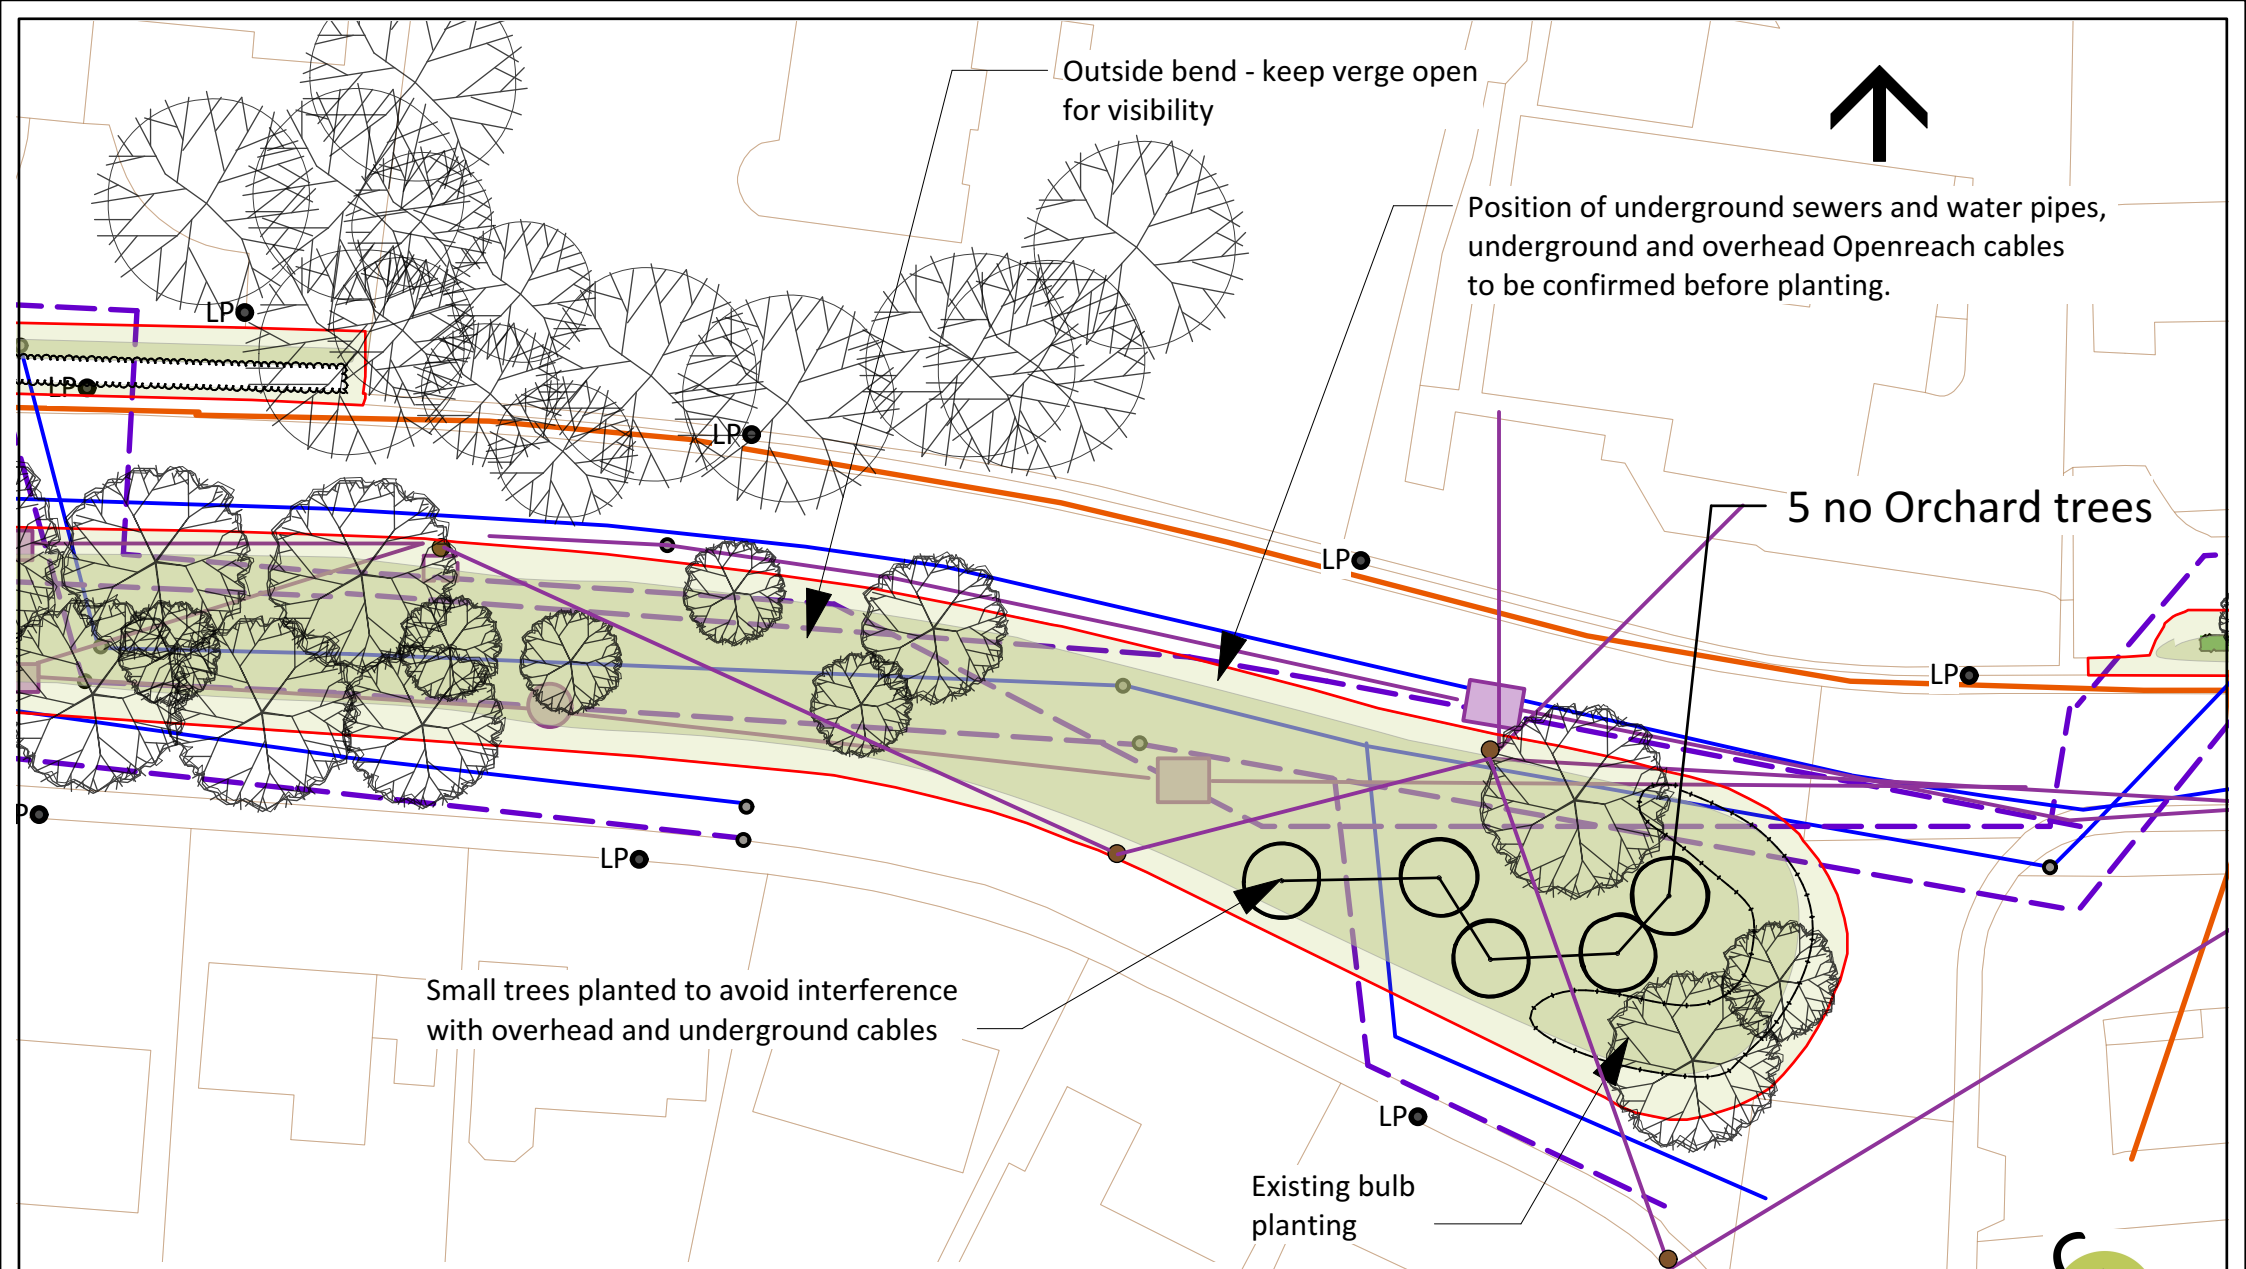 Outside bend - keep verge open
for visibility
Position of underground sewers and water pipes,
underground and overhead Openreach cables
to be confirmed before planting.
LP
LP
LP
5 no Orchard trees
LP
LP
P
LP
Small trees planted to avoid interference
with overhead and underground cables
LP
Existing bulb
planting